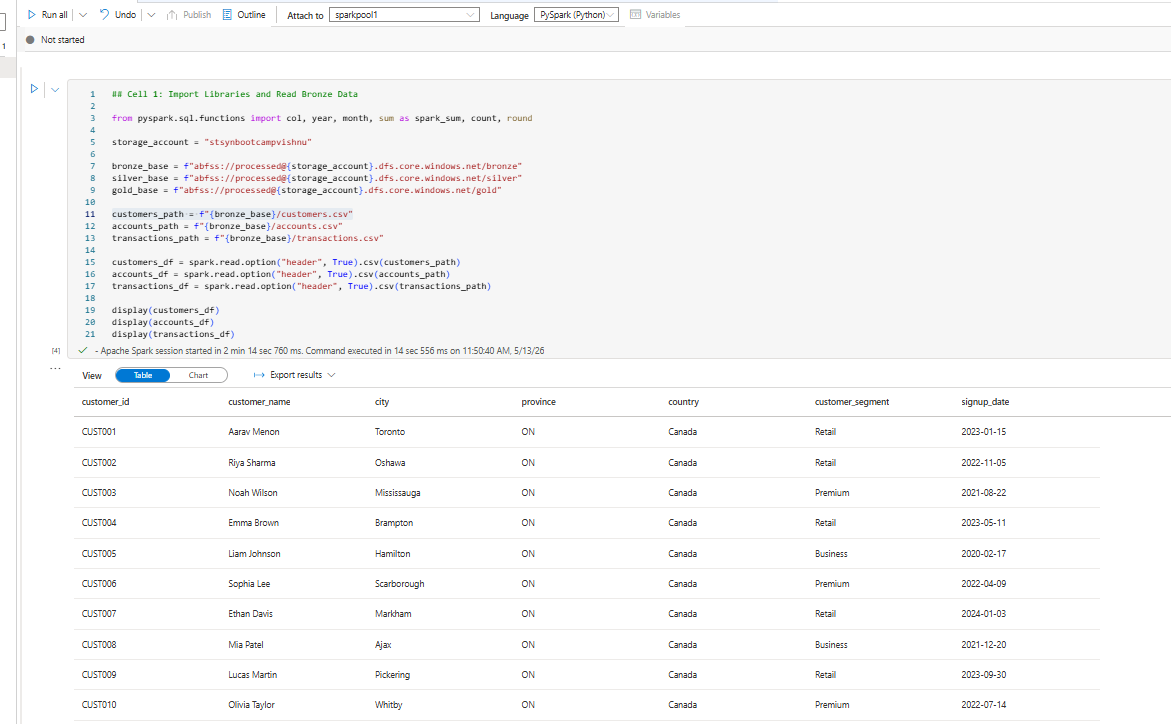 Run all Undo Publish Outline Attach to sparkpool1 Language PySpark (Python) Variables
1 Not started
1 ## Cell 1: Import Libraries and Read Bronze Data
2
3 from pyspark.sql.functions import col, year, month, sum as spark_sum, count, round
4
5 storage_account = "stsynbootcampvishnu"
6
7 bronze_base = f"abfss://processed@{storage_account}.dfs.core.windows.net/bronze"
8 silver_base = f"abfss://processed@{storage_account}.dfs.core.windows.net/silver"
9 gold_base = f"abfss://processed@{storage_account}.dfs.core.windows.net/gold"
10
11 customers_path = f"{bronze_base}/customers.csv"
12 accounts_path = f"{bronze_base}/accounts.csv"
13 transactions_path = f"{bronze_base}/transactions.csv"
14
15 customers_df = spark.read.option("header", True).csv(customers_path)
16 accounts_df = spark.read.option("header", True).csv(accounts_path)
17 transactions_df = spark.read.option("header", True).csv(transactions_path)
18
19 display(customers_df)
20 display(accounts_df)
21 display(transactions_df)
[4] - Apache Spark session started in 2 min 14 sec 760 ms. Command executed in 14 sec 556 ms on 11:50:40 AM, 5/13/26
View Table Chart Export results
customer_id customer_name city province country customer_segment signup_date
CUST001 Aarav Menon Toronto ON Canada Retail 2023-01-15
CUST002 Riya Sharma Oshawa ON Canada Retail 2022-11-05
CUST003 Noah Wilson Mississauga ON Canada Premium 2021-08-22
CUST004 Emma Brown Brampton ON Canada Retail 2023-05-11
CUST005 Liam Johnson Hamilton ON Canada Business 2020-02-17
CUST006 Sophia Lee Scarborough ON Canada Premium 2022-04-09
CUST007 Ethan Davis Markham ON Canada Retail 2024-01-03
CUST008 Mia Patel Ajax ON Canada Business 2021-12-20
CUST009 Lucas Martin Pickering ON Canada Retail 2023-09-30
CUST010 Olivia Taylor Whitby ON Canada Premium 2022-07-14